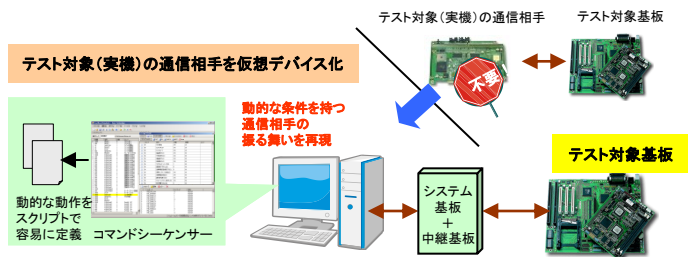 テスト対象（実機）の通信相手
テスト対象基板
不要！
テスト対象（実機）の通信相手を仮想デバイス化
動的な条件を持つ
通信相手の
振る舞いを再現
テスト対象基板
システム
基板
＋
中継基板
動的な動作を
スクリプトで
容易に定義
コマンドシーケンサー